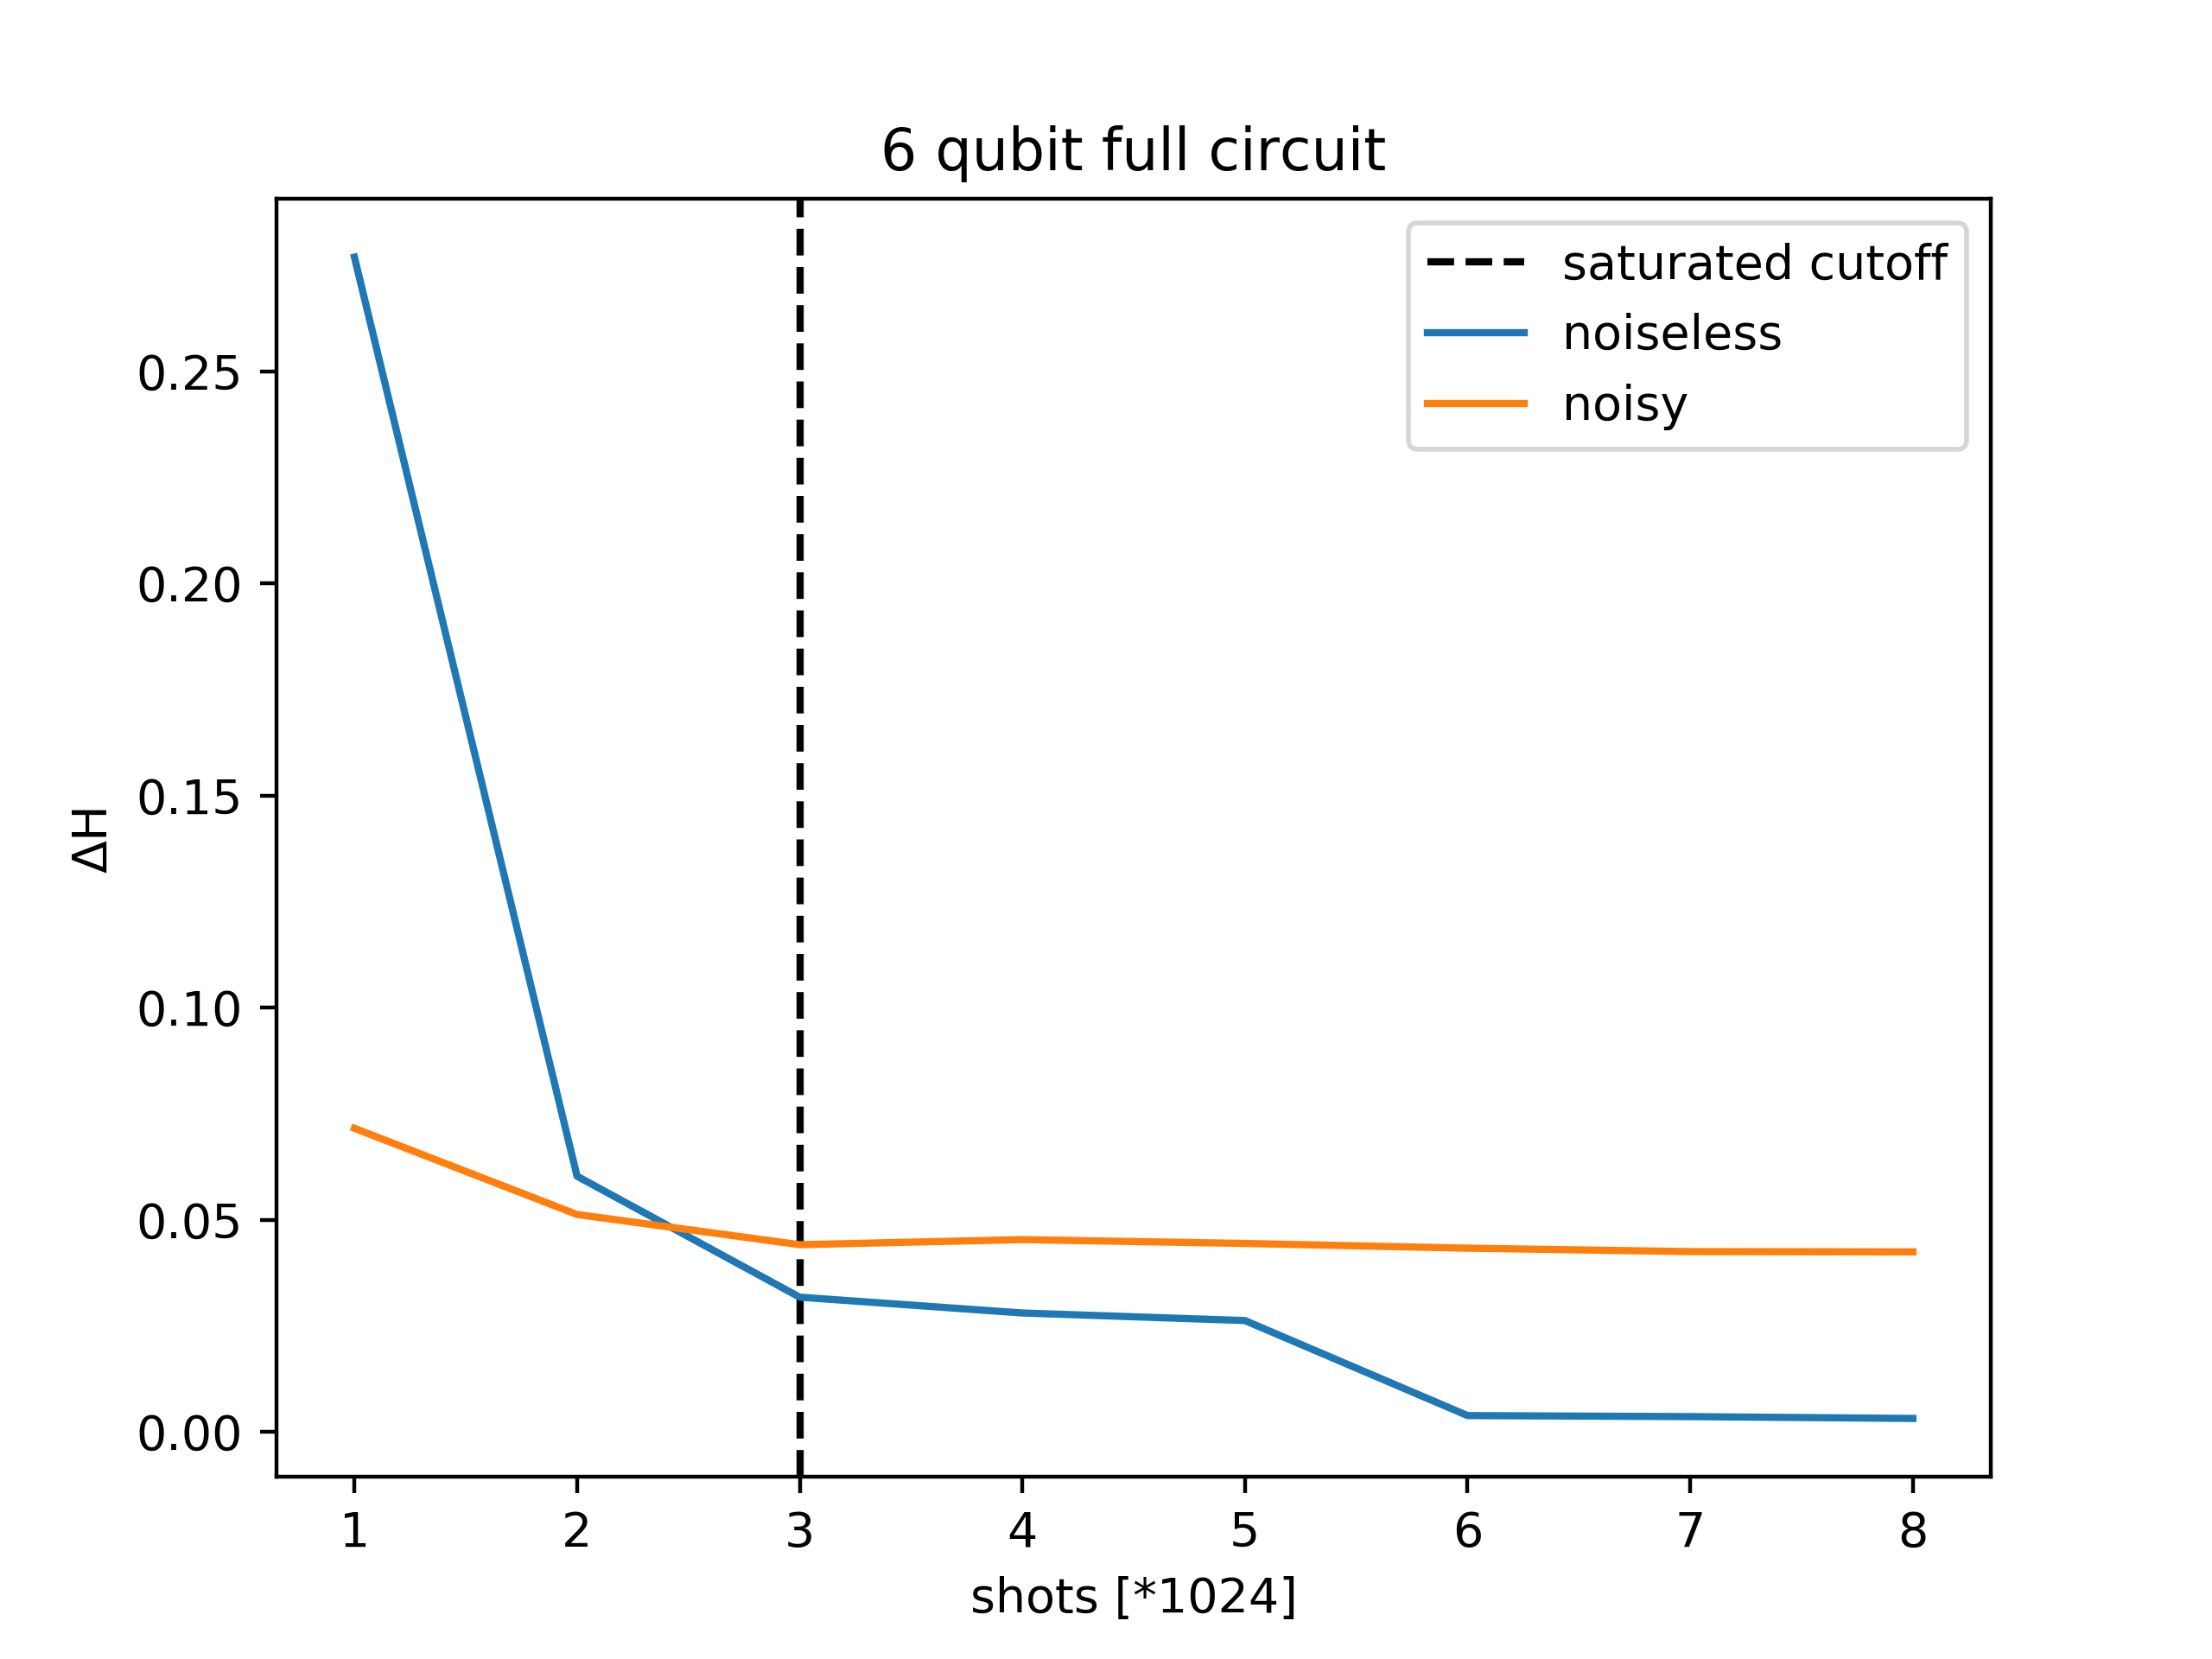 6 qubit full circuit
saturated cutoff
noiseless
noisy
0.25
0.20
0.15
0.10
0.05
0.00
ΔH
1 2 3 4 5 6 7 8
shots [*1024]